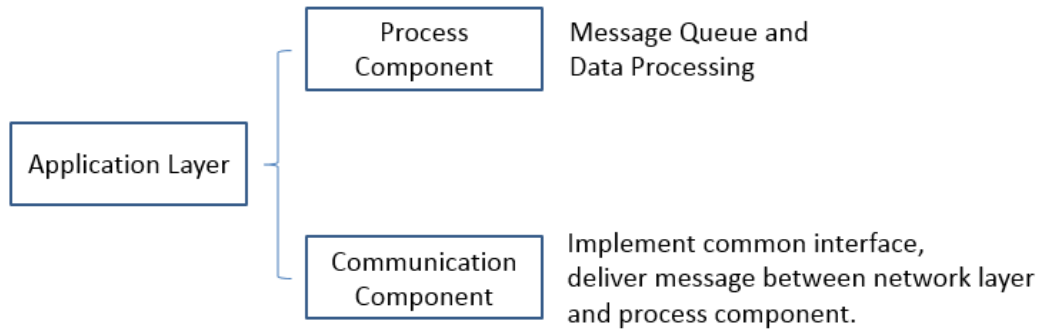 Process
Component
Message Queue and
Data Processing
Application Layer
Communication
Component
Implement common interface,
deliver message between network layer
and process component.